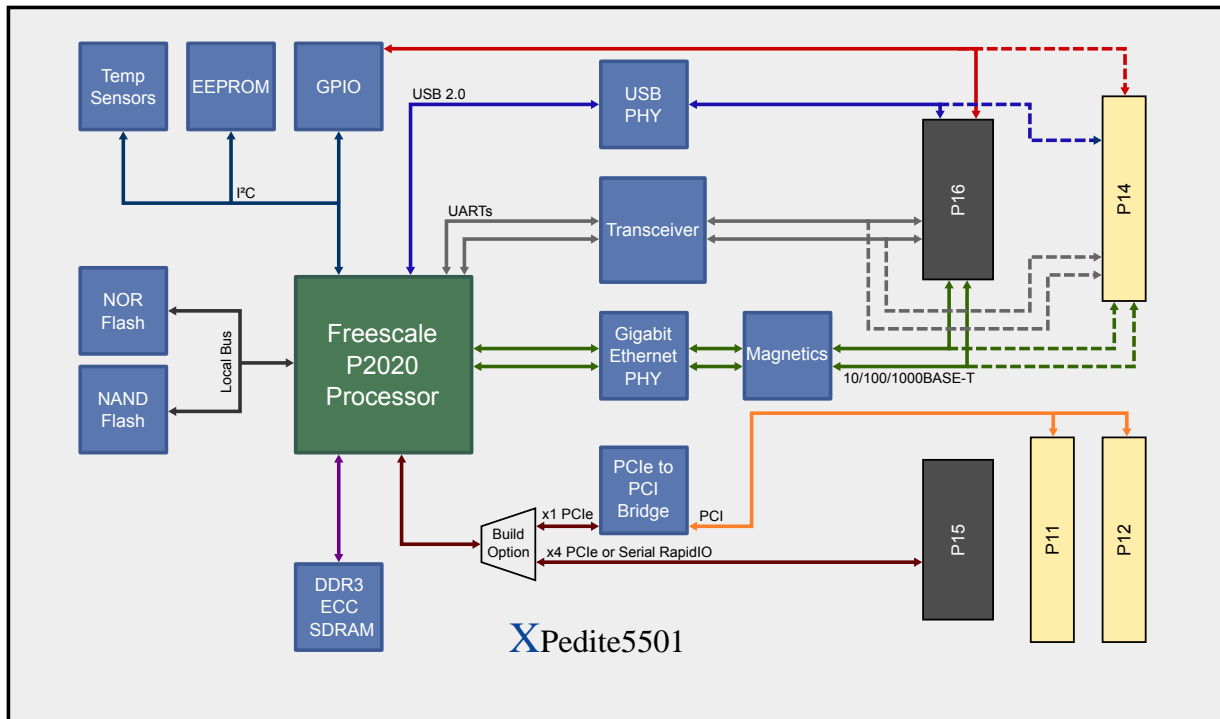 Temp
Sensors
EEPROM
GPIO
USB 2.0
USB
PHY
I²C
UARTs
Transceiver
P16
P14
NOR
Flash
NAND
Flash
Local Bus
Freescale
P2020
Processor
Gigabit
Ethernet
PHY
Magnetics
10/100/1000BASE-T
PCIe to
PCI
Bridge
x1 PCIe
PCI
Build
Option
x4 PCIe or Serial RapidIO
P15
P11
P12
DDR3
ECC
SDRAM
XPedite5501